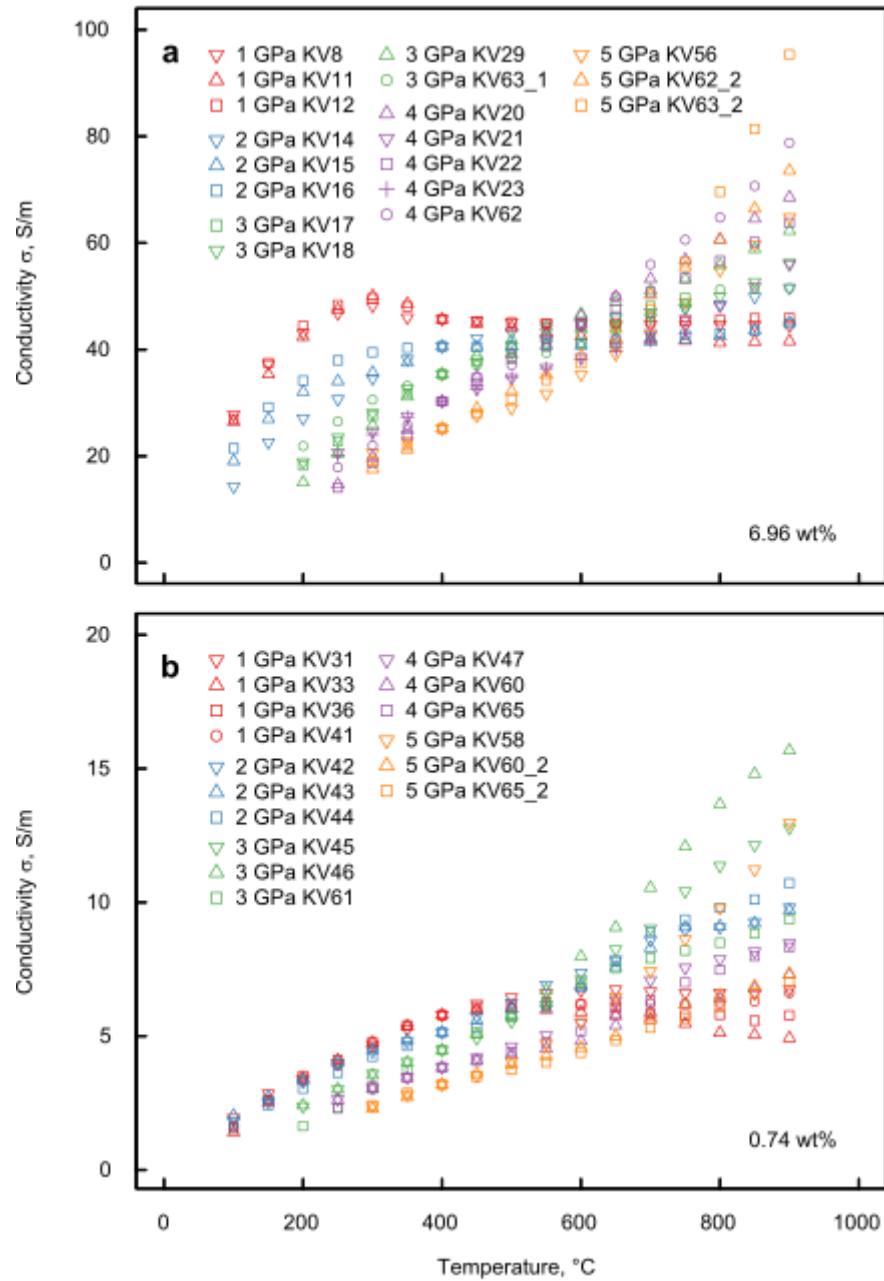 a
1 GPa KV8
1 GPa KV11
1 GPa KV12
2 GPa KV14
2 GPa KV15
2 GPa KV16
3 GPa KV17
3 GPa KV18
3 GPa KV29
3 GPa KV63_1
4 GPa KV20
4 GPa KV21
4 GPa KV22
4 GPa KV23
4 GPa KV62
5 GPa KV56
5 GPa KV62_2
5 GPa KV63_2
100
80
60
40
20
0
Conductivity σ, S/m
6.96 wt%
b
1 GPa KV31
1 GPa KV33
1 GPa KV36
1 GPa KV41
2 GPa KV42
2 GPa KV43
2 GPa KV44
3 GPa KV45
3 GPa KV46
3 GPa KV61
4 GPa KV47
4 GPa KV60
4 GPa KV65
5 GPa KV58
5 GPa KV60_2
5 GPa KV65_2
20
15
10
5
0
Conductivity σ, S/m
0.74 wt%
0 200 400 600 800 1000
Temperature, °C